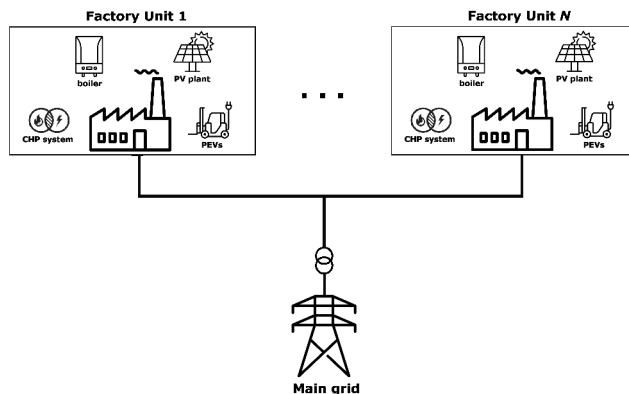 Factory Unit 1
boiler
PV plant
CHP system
PEVs
. . .
Factory Unit N
boiler
PV plant
CHP system
PEVs
Main grid